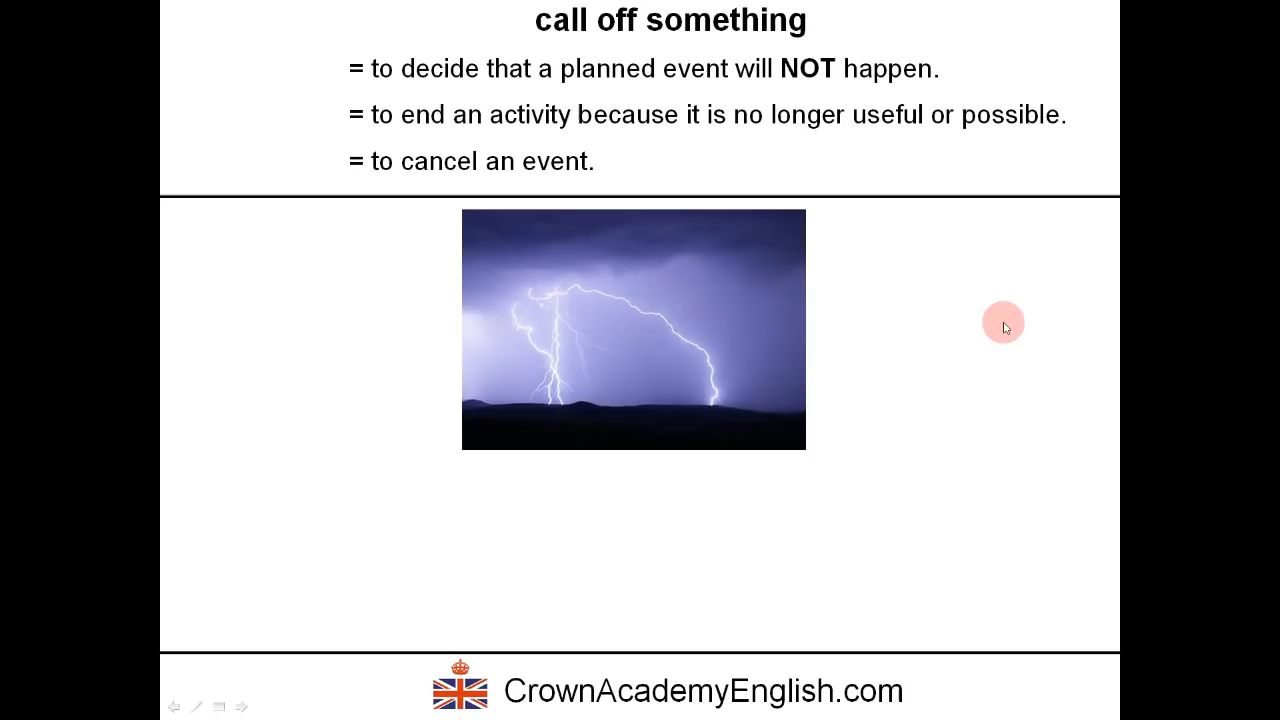 call off something
= to decide that a planned event will NOT happen.
= to end an activity because it is no longer useful or possible.
= to cancel an event.
CrownAcademyEnglish.com